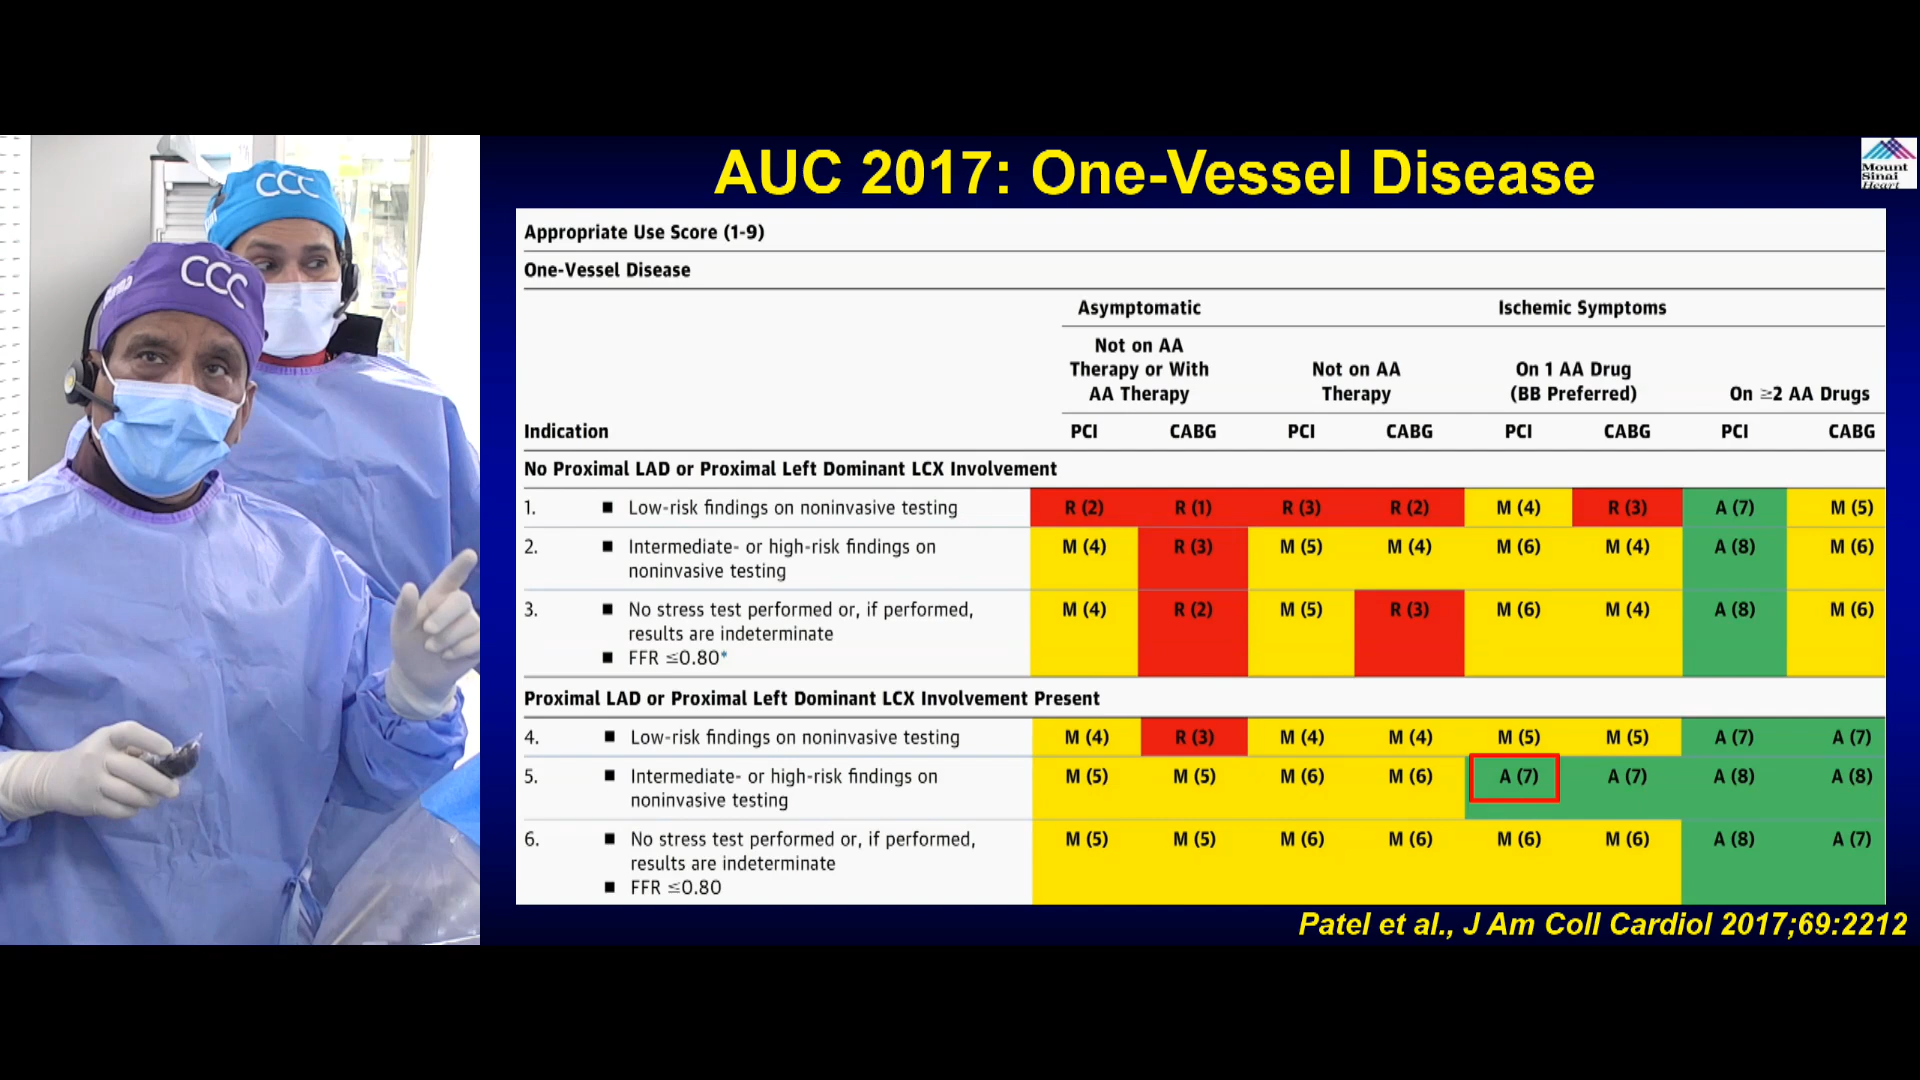 CCC
CCC
AUC 2017: One-Vessel Disease
Mount
Sinai
Heart
Appropriate Use Score (1-9)
One-Vessel Disease
Asymptomatic Ischemic Symptoms
Not on AA
Therapy or With
AA Therapy
Not on AA
Therapy
On 1 AA Drug
(BB Preferred)
On ≥2 AA Drugs
Indication PCI CABG PCI CABG PCI CABG PCI CABG
No Proximal LAD or Proximal Left Dominant LCX Involvement
1. ■ Low-risk findings on noninvasive testing R (2) R (1) R (3) R (2) M (4) R (3) A (7) M (5)
2. ■ Intermediate- or high-risk findings on M (4) R (3) M (5) M (4) M (6) M (4) A (8) M (6)
noninvasive testing
3. ■ No stress test performed or, if performed, M (4) R (2) M (5) R (3) M (6) M (4) A (8) M (6)
results are indeterminate
■ FFR ≤0.80*
Proximal LAD or Proximal Left Dominant LCX Involvement Present
4. ■ Low-risk findings on noninvasive testing M (4) R (3) M (4) M (4) M (5) M (5) A (7) A (7)
5. ■ Intermediate- or high-risk findings on M (5) M (5) M (6) M (6) A (7) A (7) A (8) A (8)
noninvasive testing
6. ■ No stress test performed or, if performed, M (5) M (5) M (6) M (6) M (6) M (6) A (8) A (7)
results are indeterminate
■ FFR ≤0.80
Patel et al., J Am Coll Cardiol 2017;69:2212